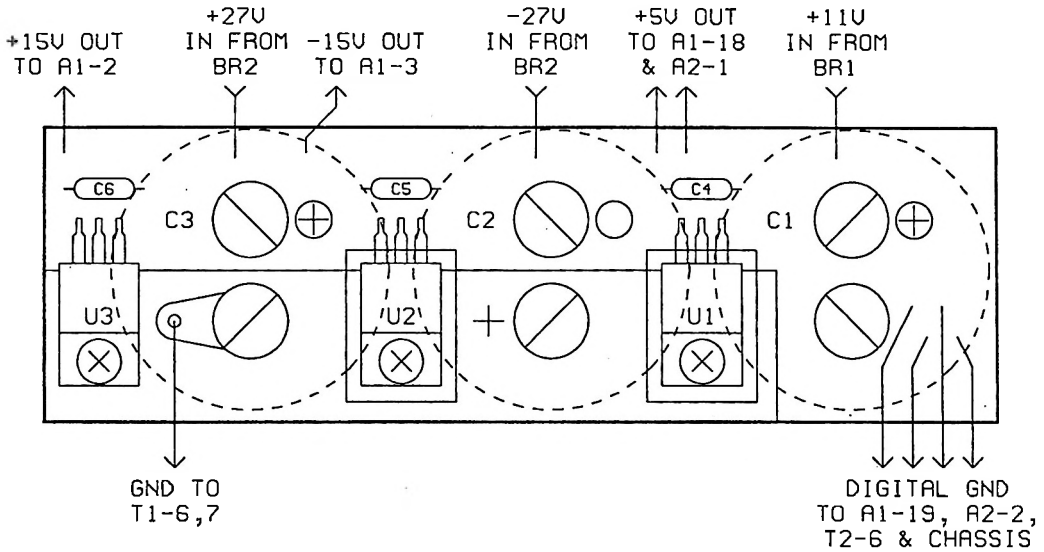 +15V OUT
TO A1-2
+27V
IN FROM
BR2
-15V OUT
TO A1-3
-27V
IN FROM
BR2
+5V OUT
TO A1-18
& A2-1
+11V
IN FROM
BR1
C6
C5
C4
C3
C2
C1
U3
U2
U1
GND TO
T1-6,7
DIGITAL GND
TO A1-19, A2-2,
T2-6 & CHASSIS